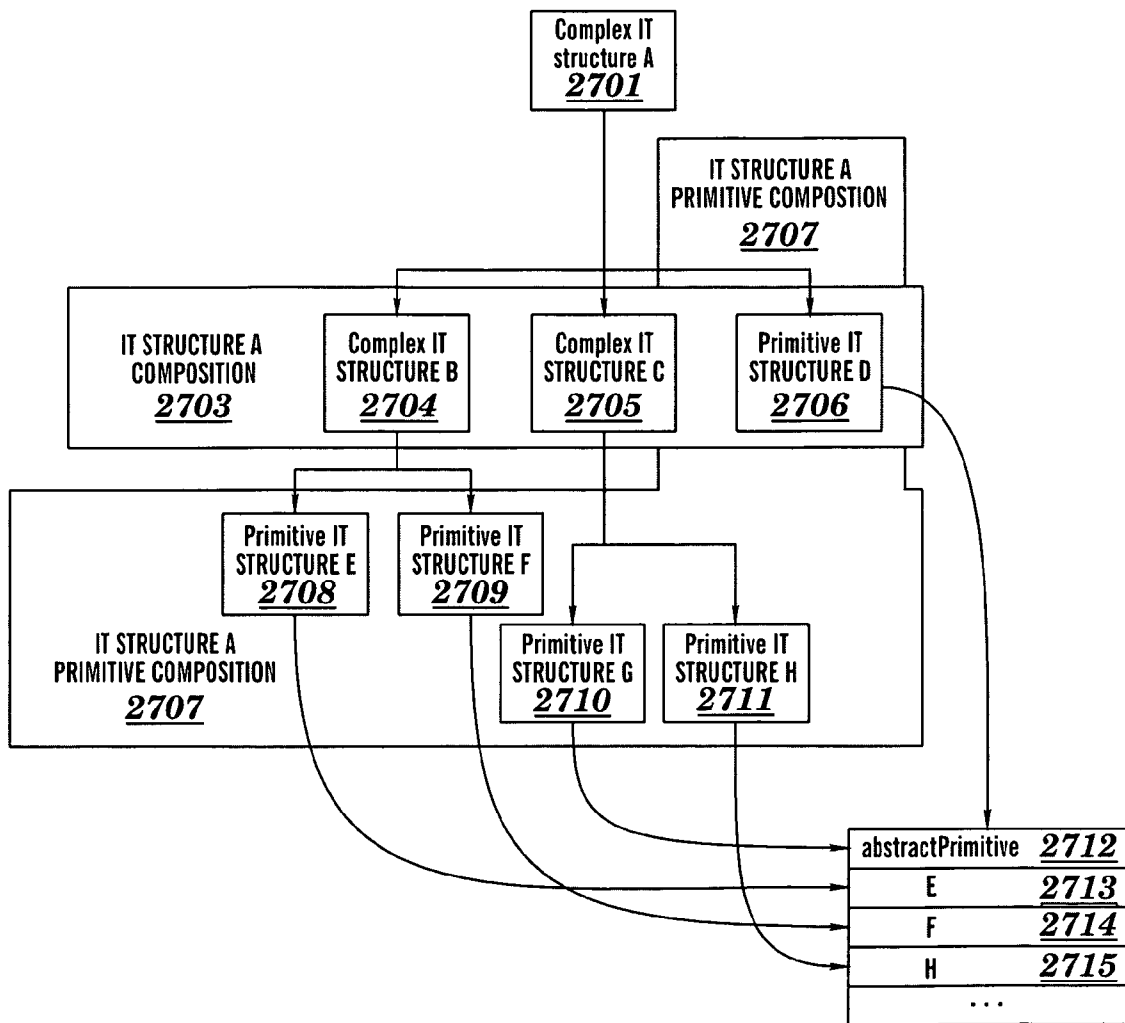 Complex IT
structure A
2701
IT STRUCTURE A
PRIMITIVE COMPOSTION
2707
IT STRUCTURE A
COMPOSITION
2703
Complex IT
STRUCTURE B
2704
Complex IT
STRUCTURE C
2705
Primitive IT
STRUCTURE D
2706
Primitive IT
STRUCTURE E
2708
Primitive IT
STRUCTURE F
2709
IT STRUCTURE A
PRIMITIVE COMPOSITION
2707
Primitive IT
STRUCTURE G
2710
Primitive IT
STRUCTURE H
2711
abstractPrimitive 2712
E 2713
F 2714
H 2715
...